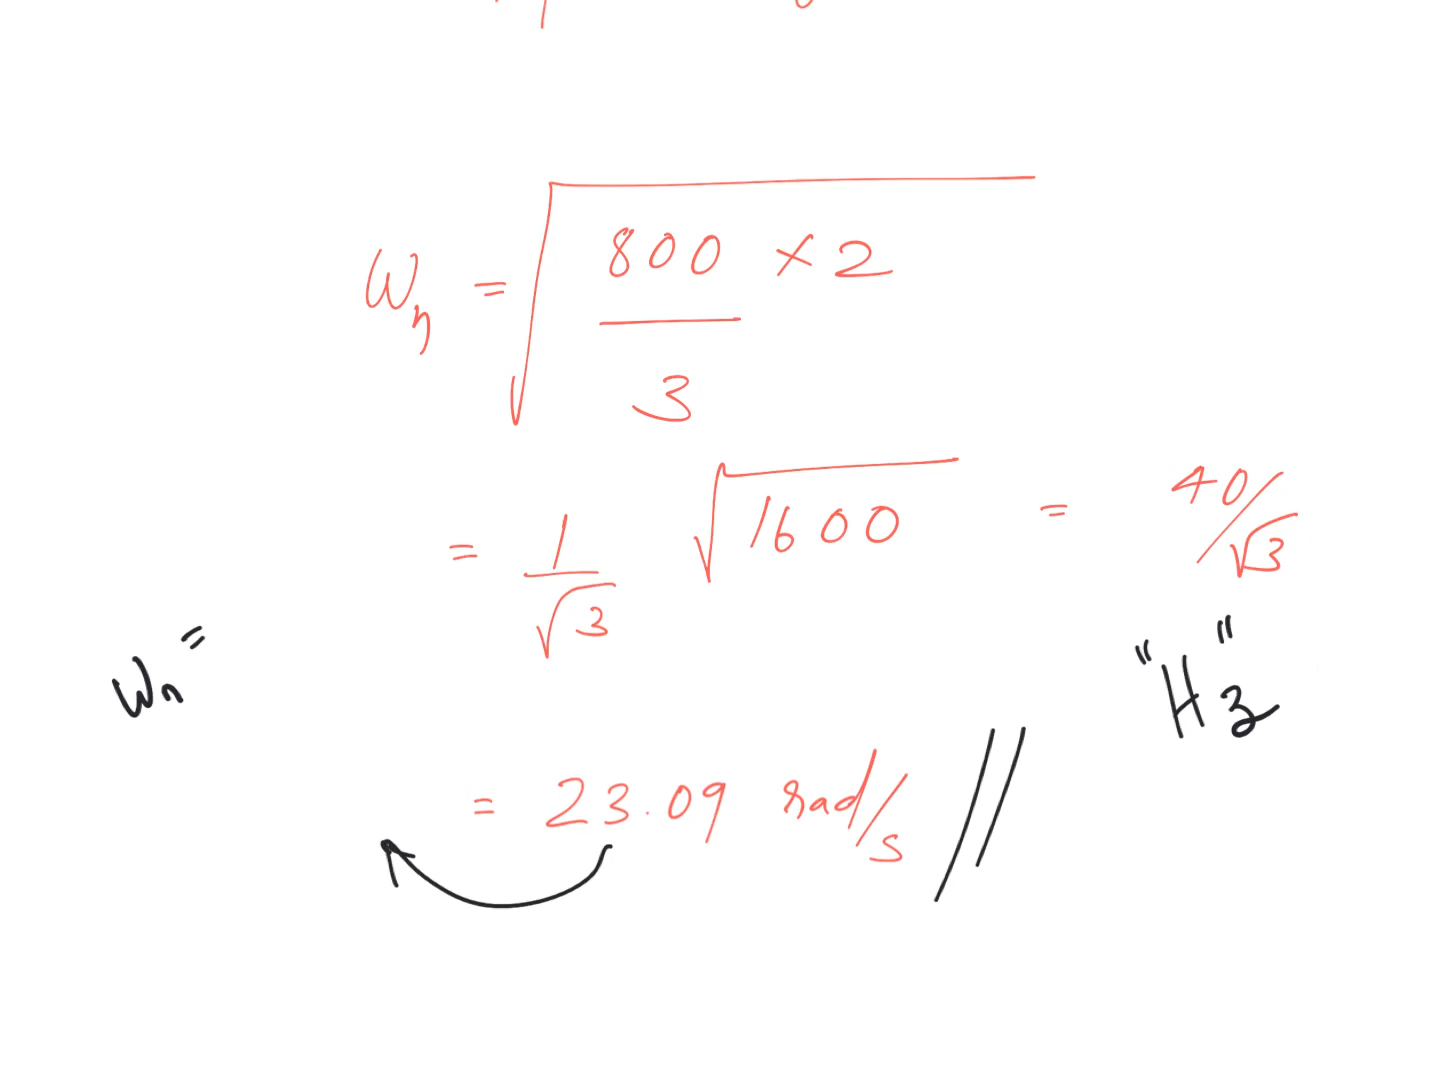 Wn = √ 800 × 2
3
= 1/√3 √1600 = 40/√3
Wn =
"Hz"
= 23.09 rad/s //